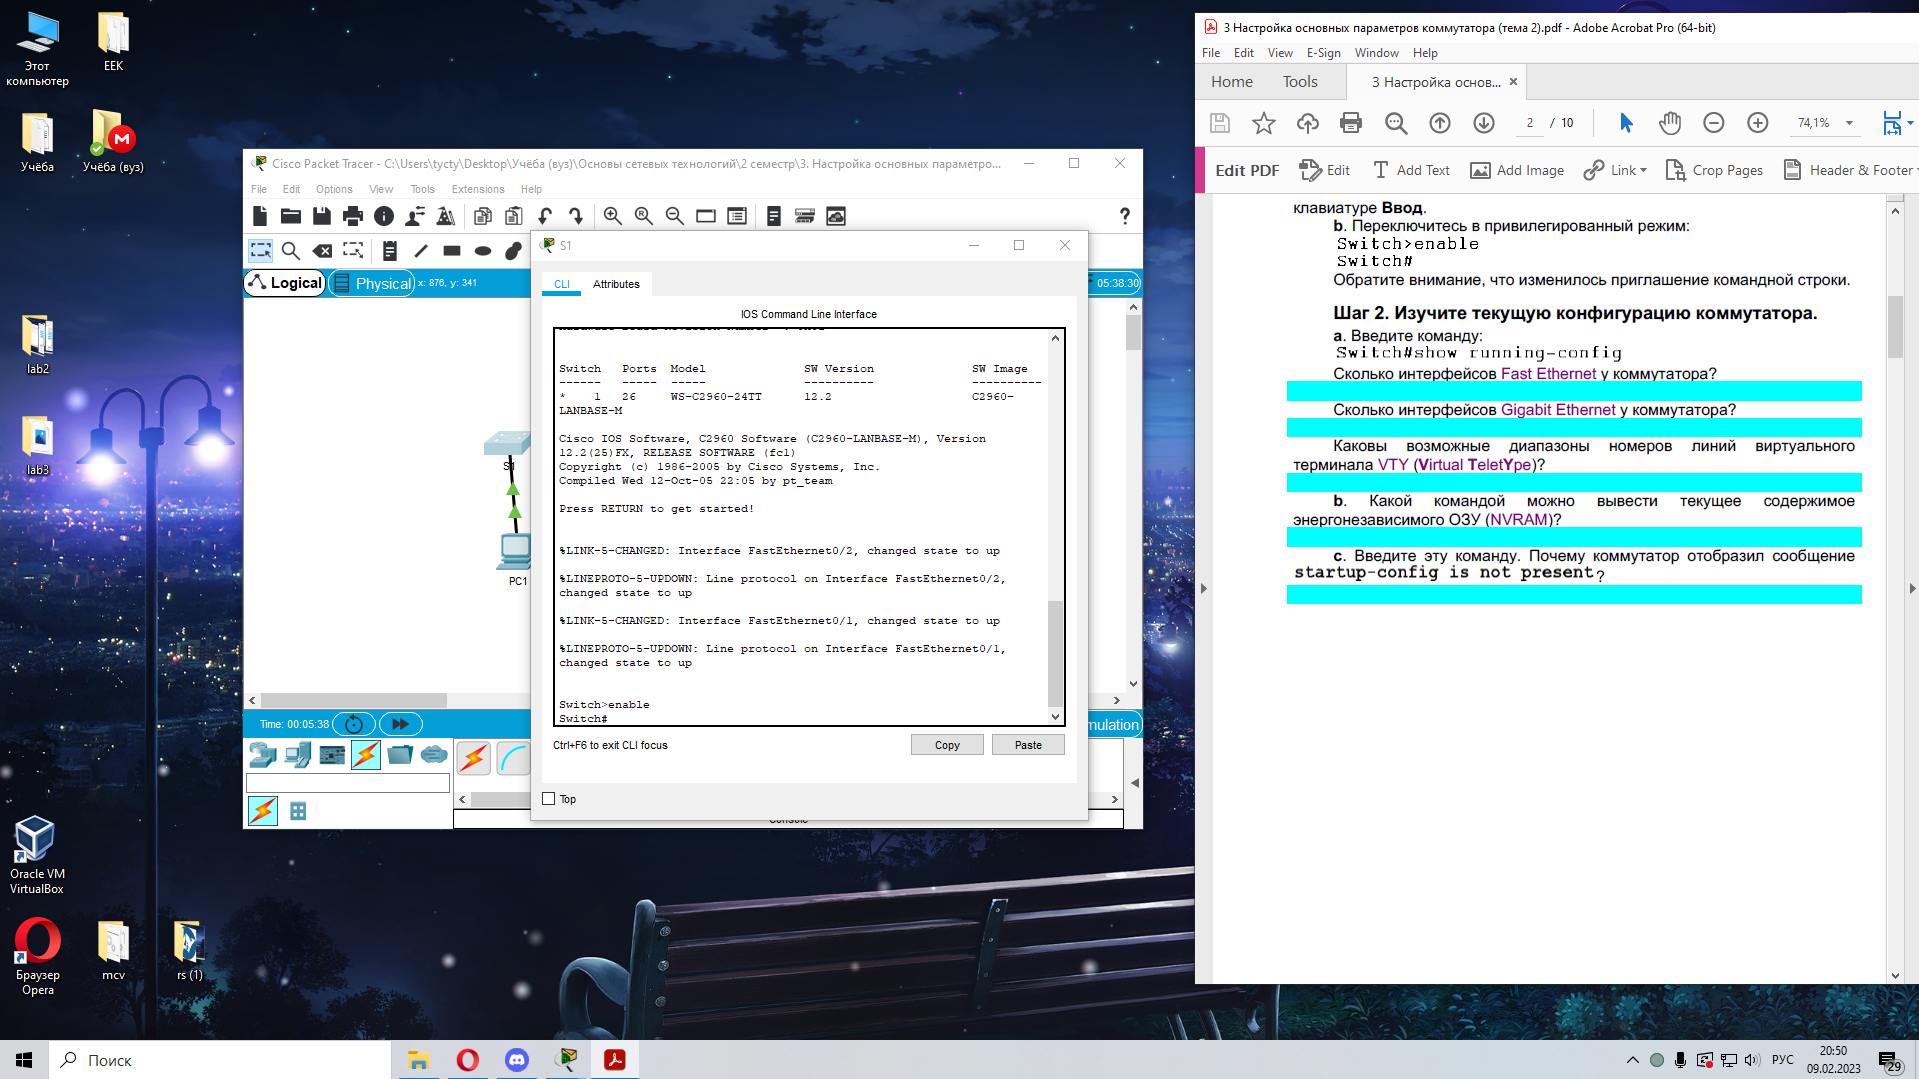 Этот компьютер
EEK
Учёба
Учёба (вуз)
lab2
lab3
Oracle VM VirtualBox
Браузер Opera
mcv
rs (1)
Cisco Packet Tracer - C:\Users\tycty\Desktop\Учёба (вуз)\Основы сетевых технологий\2 семестр\3. Настройка основных параметро...
File Edit Options View Tools Extensions Help
?
Logical
Physical
x: 876, y: 341
05:38:30
PC1
Time: 00:05:38
mulation
S1
CLI
Attributes
IOS Command Line Interface
Switch Ports Model SW Version SW Image
------ ----- ----- ---------- ----------
* 1 26 WS-C2960-24TT 12.2 C2960-
LANBASE-M
Cisco IOS Software, C2960 Software (C2960-LANBASE-M), Version
12.2(25)FX, RELEASE SOFTWARE (fc1)
Copyright (c) 1986-2005 by Cisco Systems, Inc.
Compiled Wed 12-Oct-05 22:05 by pt_team
Press RETURN to get started!
%LINK-5-CHANGED: Interface FastEthernet0/2, changed state to up
%LINEPROTO-5-UPDOWN: Line protocol on Interface FastEthernet0/2,
changed state to up
%LINK-5-CHANGED: Interface FastEthernet0/1, changed state to up
%LINEPROTO-5-UPDOWN: Line protocol on Interface FastEthernet0/1,
changed state to up
Switch>enable
Switch#
Ctrl+F6 to exit CLI focus
Copy
Paste
Top
3 Настройка основных параметров коммутатора (тема 2).pdf - Adobe Acrobat Pro (64-bit)
File Edit View E-Sign Window Help
Home Tools 3 Настройка основ... ×
2 / 10
74,1%
Edit PDF Edit Add Text Add Image Link Crop Pages Header & Footer
клавиатуре Ввод.
b. Переключитесь в привилегированный режим:
Switch>enable
Switch#
Обратите внимание, что изменилось приглашение командной строки.
Шаг 2. Изучите текущую конфигурацию коммутатора.
a. Введите команду:
Switch#show running-config
Сколько интерфейсов Fast Ethernet у коммутатора?
Сколько интерфейсов Gigabit Ethernet у коммутатора?
Каковы возможные диапазоны номеров линий виртуального
терминала VTY (Virtual TeletYpe)?
b. Какой командой можно вывести текущее содержимое
энергонезависимого ОЗУ (NVRAM)?
c. Введите эту команду. Почему коммутатор отобразил сообщение
startup-config is not present?
Поиск
РУС
20:50
09.02.2023
29